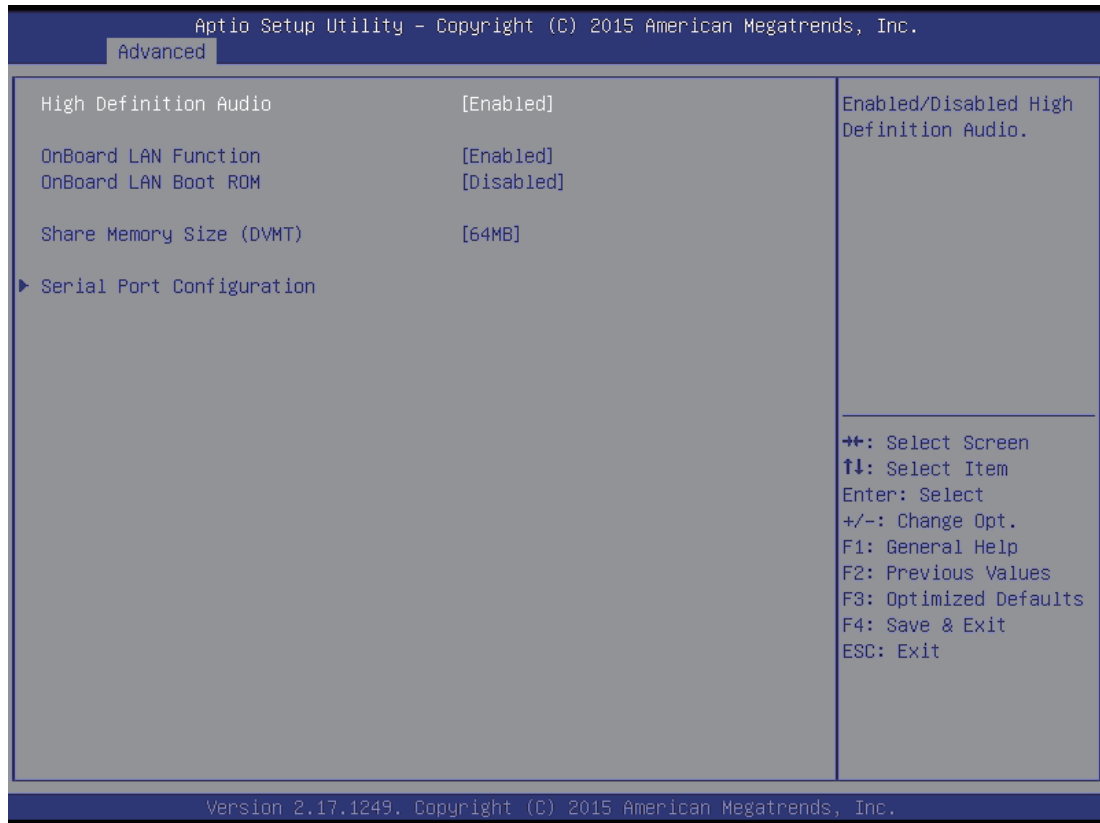 Aptio Setup Utility – Copyright (C) 2015 American Megatrends, Inc.
Advanced
High Definition Audio [Enabled]
OnBoard LAN Function [Enabled]
OnBoard LAN Boot ROM [Disabled]
Share Memory Size (DVMT) [64MB]
▶ Serial Port Configuration
Enabled/Disabled High
Definition Audio.
→←: Select Screen
↑↓: Select Item
Enter: Select
+/-: Change Opt.
F1: General Help
F2: Previous Values
F3: Optimized Defaults
F4: Save & Exit
ESC: Exit
Version 2.17.1249. Copyright (C) 2015 American Megatrends, Inc.